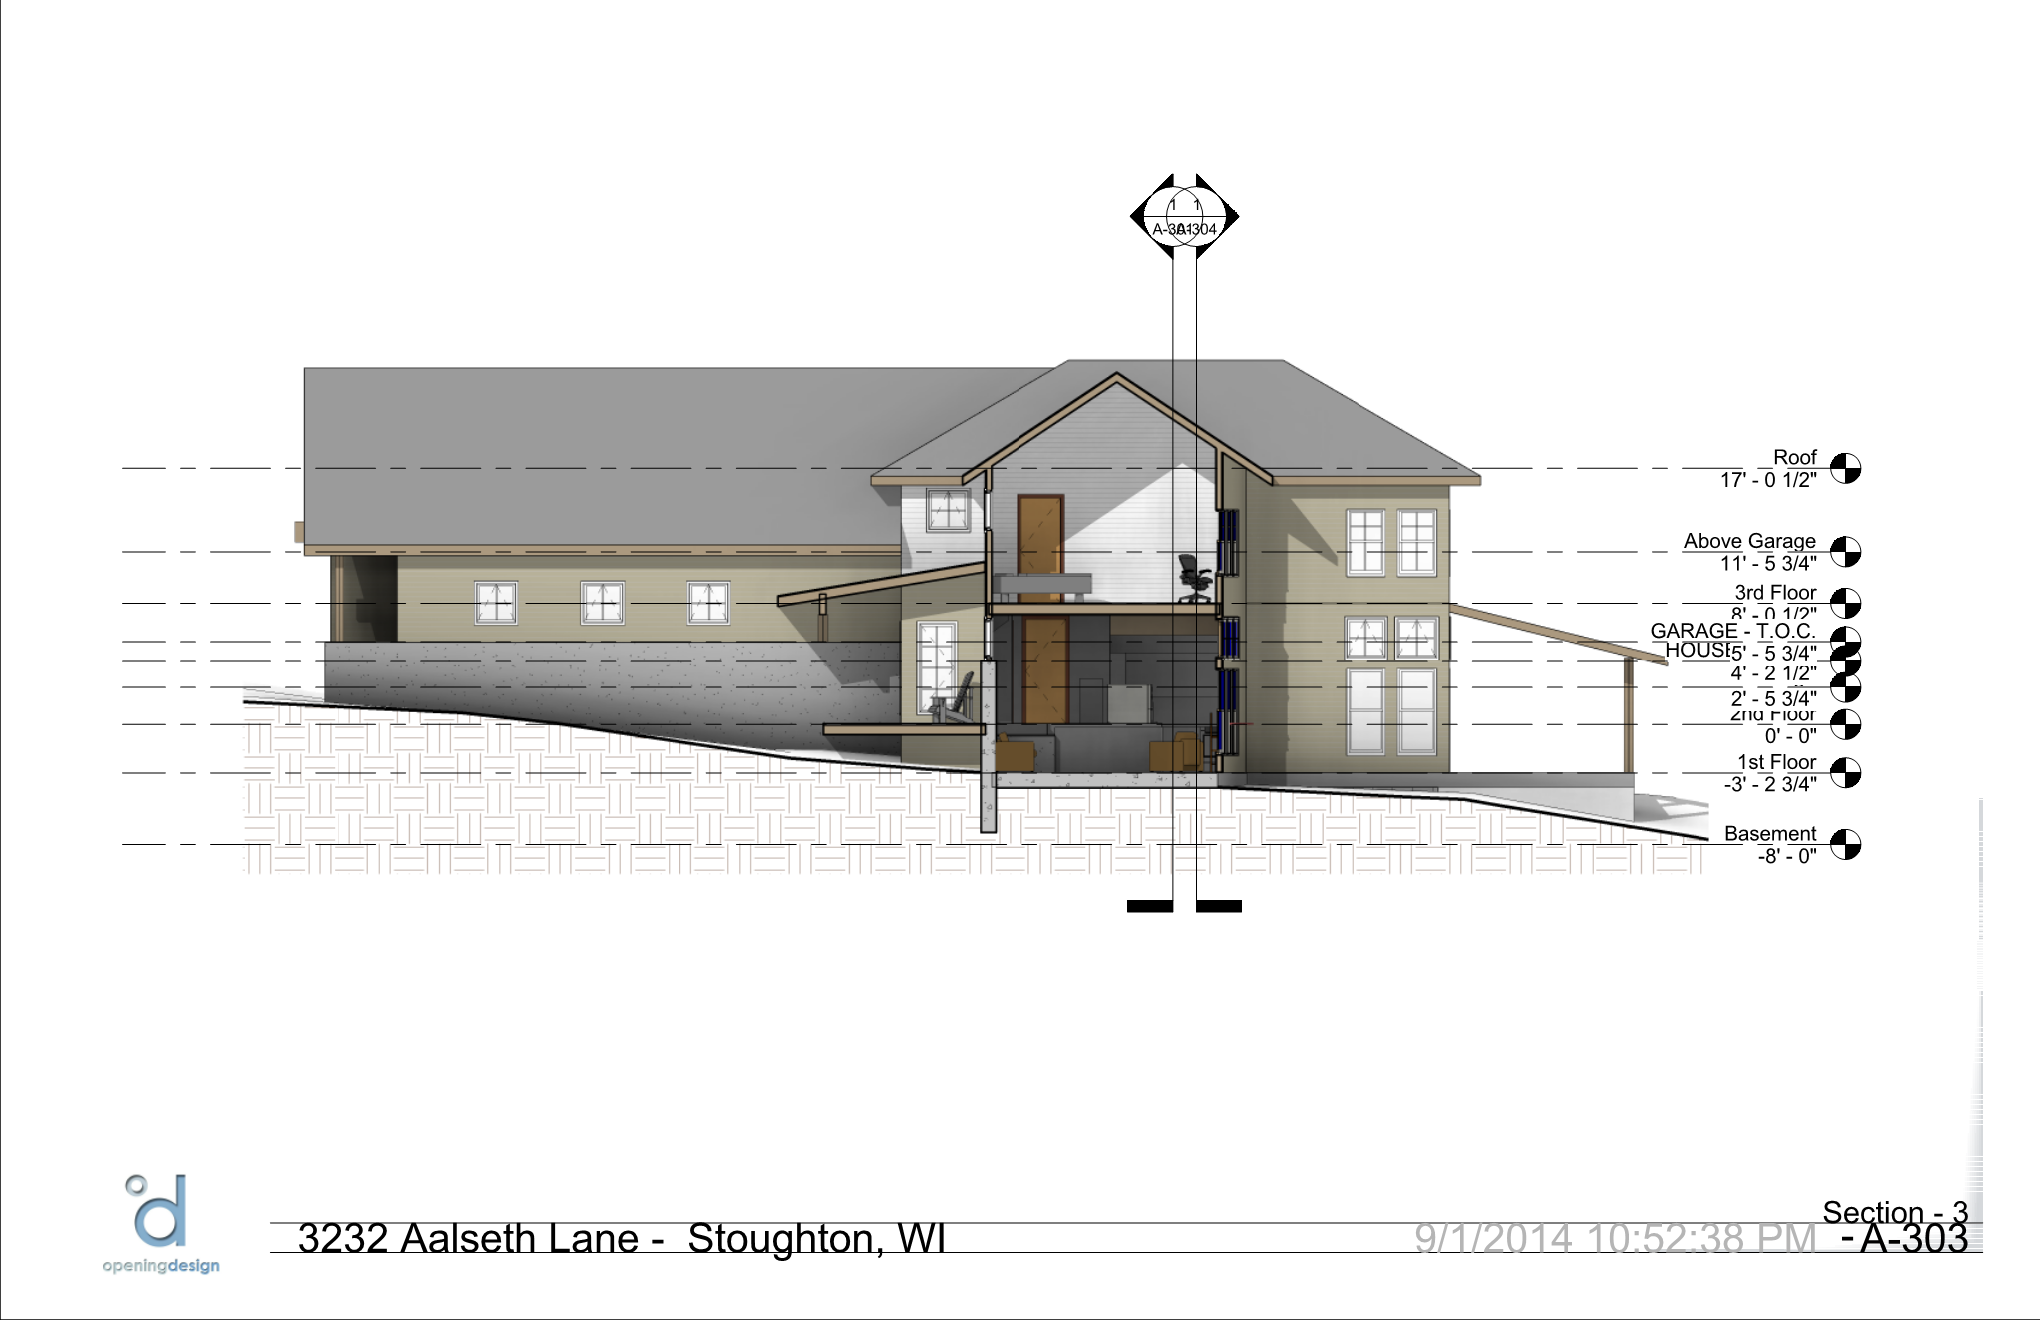 1 1
A-301 A-304
Roof
17' - 0 1/2"
Above Garage
11' - 5 3/4"
3rd Floor
8' - 0 1/2"
GARAGE - T.O.C.
HOUSE
5' - 5 3/4"
4' - 2 1/2"
2' - 5 3/4"
2nd Floor
0' - 0"
1st Floor
-3' - 2 3/4"
Basement
-8' - 0"
openingdesign
3232 Aalseth Lane - Stoughton, WI
9/1/2014 10:52:38 PM
Section - 3
- A-303